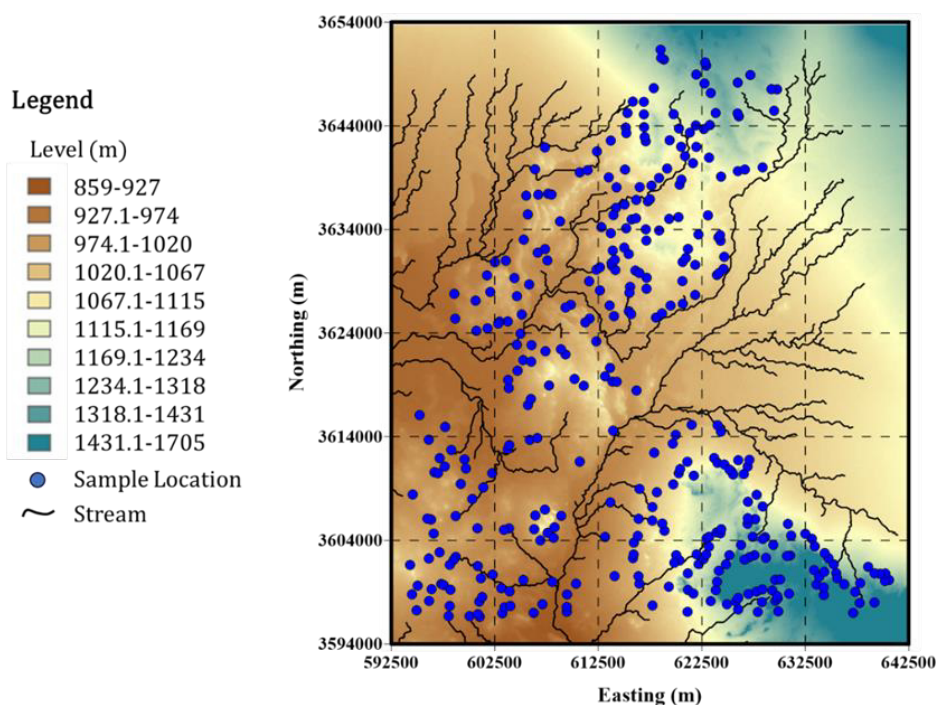 Legend
Level (m)
859-927
927.1-974
974.1-1020
1020.1-1067
1067.1-1115
1115.1-1169
1169.1-1234
1234.1-1318
1318.1-1431
1431.1-1705
Sample Location
Stream
Northing (m)
3654000
3644000
3634000
3624000
3614000
3604000
3594000
592500 602500 612500 622500 632500 642500
Easting (m)